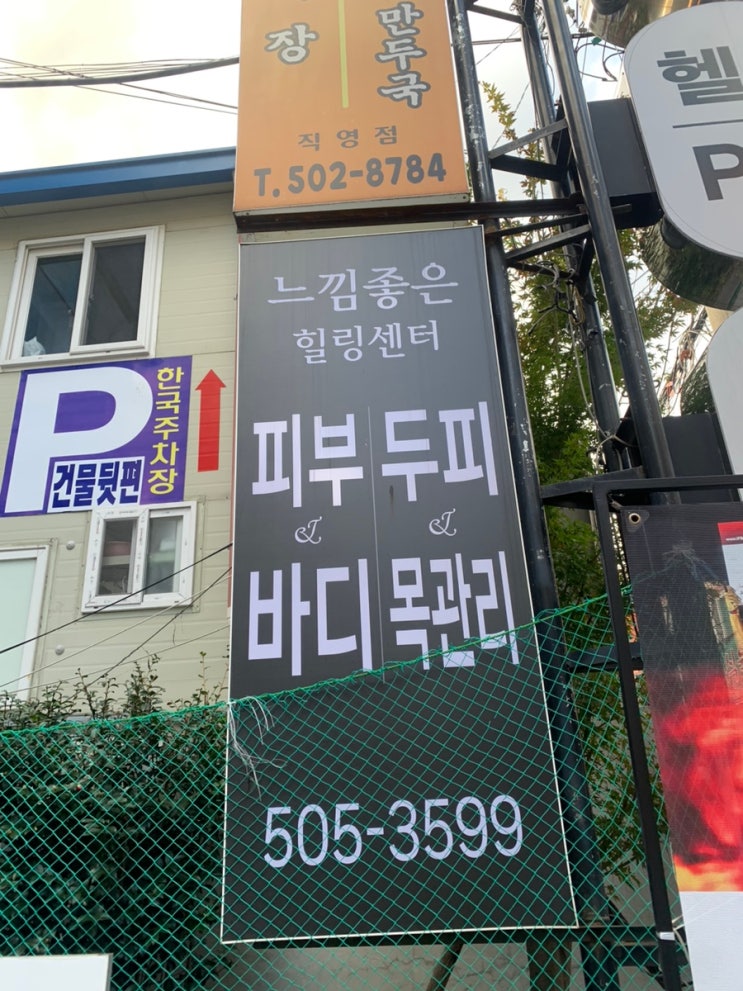 장
만두국
직영점
T.502-8784
느낌좋은
힐링센터
피부 두피
& &
바디 목관리
505-3599
P
한국주차장
건물뒷편
헬
P